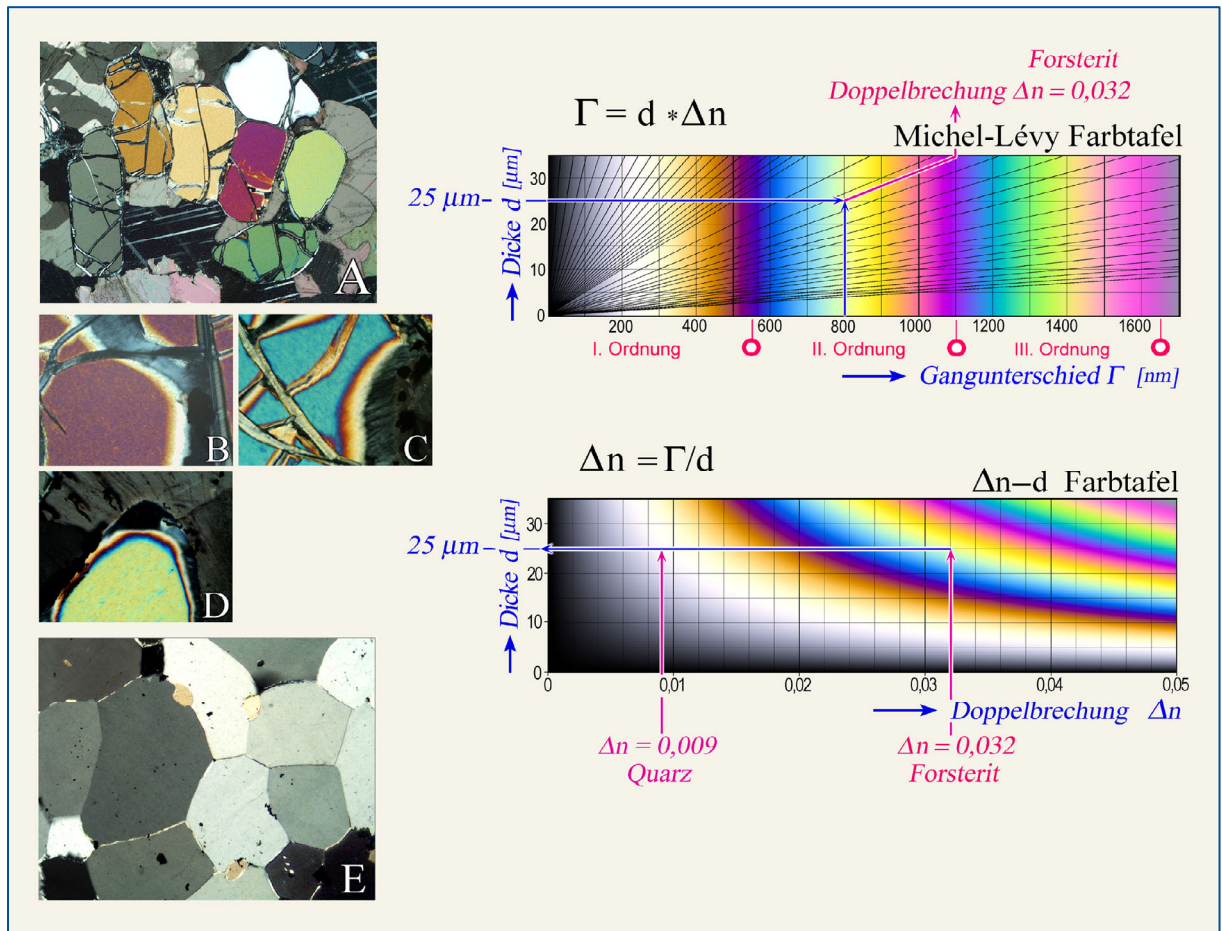 A
B
C
D
E
Γ = d * Δn
Forsterit
Doppelbrechung Δn = 0,032
Michel-Lévy Farbtafel
Dicke d [µm]
25 µm
30
20
10
0
200 400 600 800 1000 1200 1400 1600
I. Ordnung II. Ordnung III. Ordnung
Gangunterschied Γ [nm]
Δn = Γ/d
Δn–d Farbtafel
Dicke d [µm]
25 µm
30
20
10
0
0 0,01 0,02 0,03 0,04 0,05
Doppelbrechung Δn
Δn = 0,009
Quarz
Δn = 0,032
Forsterit